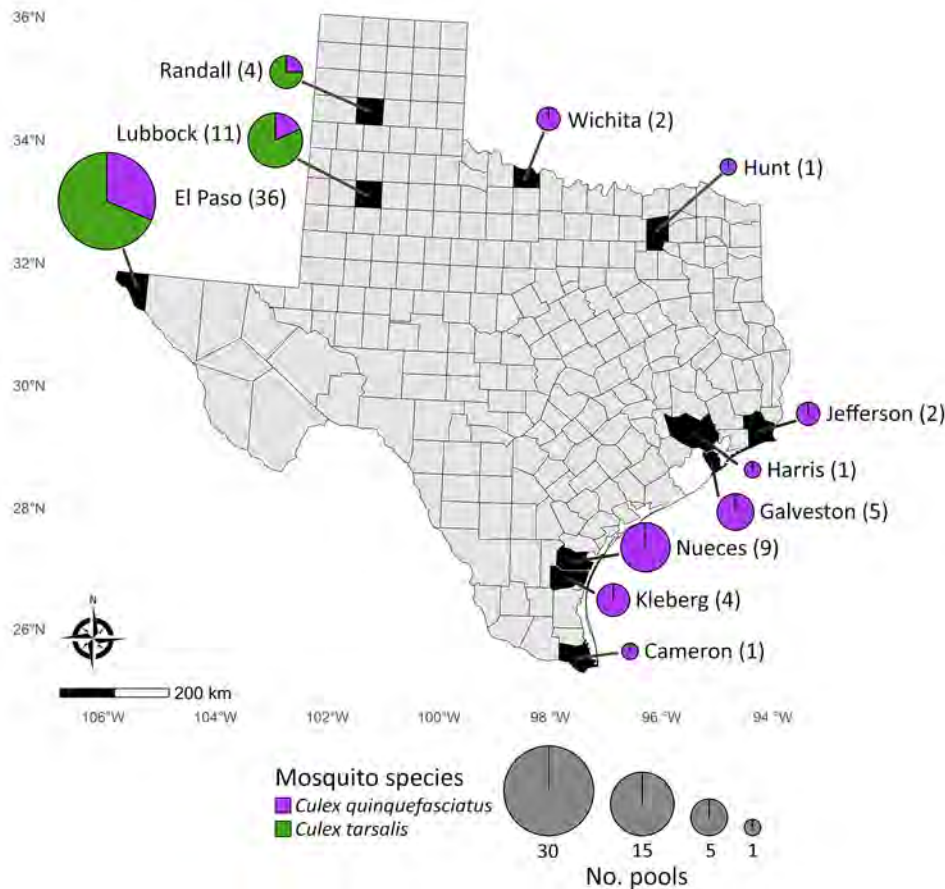 36°N
Randall (4)
Wichita (2)
34°N
Lubbock (11)
Hunt (1)
El Paso (36)
32°N
30°N
Jefferson (2)
Harris (1)
28°N
Galveston (5)
Nueces (9)
Kleberg (4)
26°N
N
Cameron (1)
200 km
106°W 104°W 102°W 100°W 98°W 96°W 94°W
Mosquito species
Culex quinquefasciatus
Culex tarsalis
30 15 5 1
No. pools